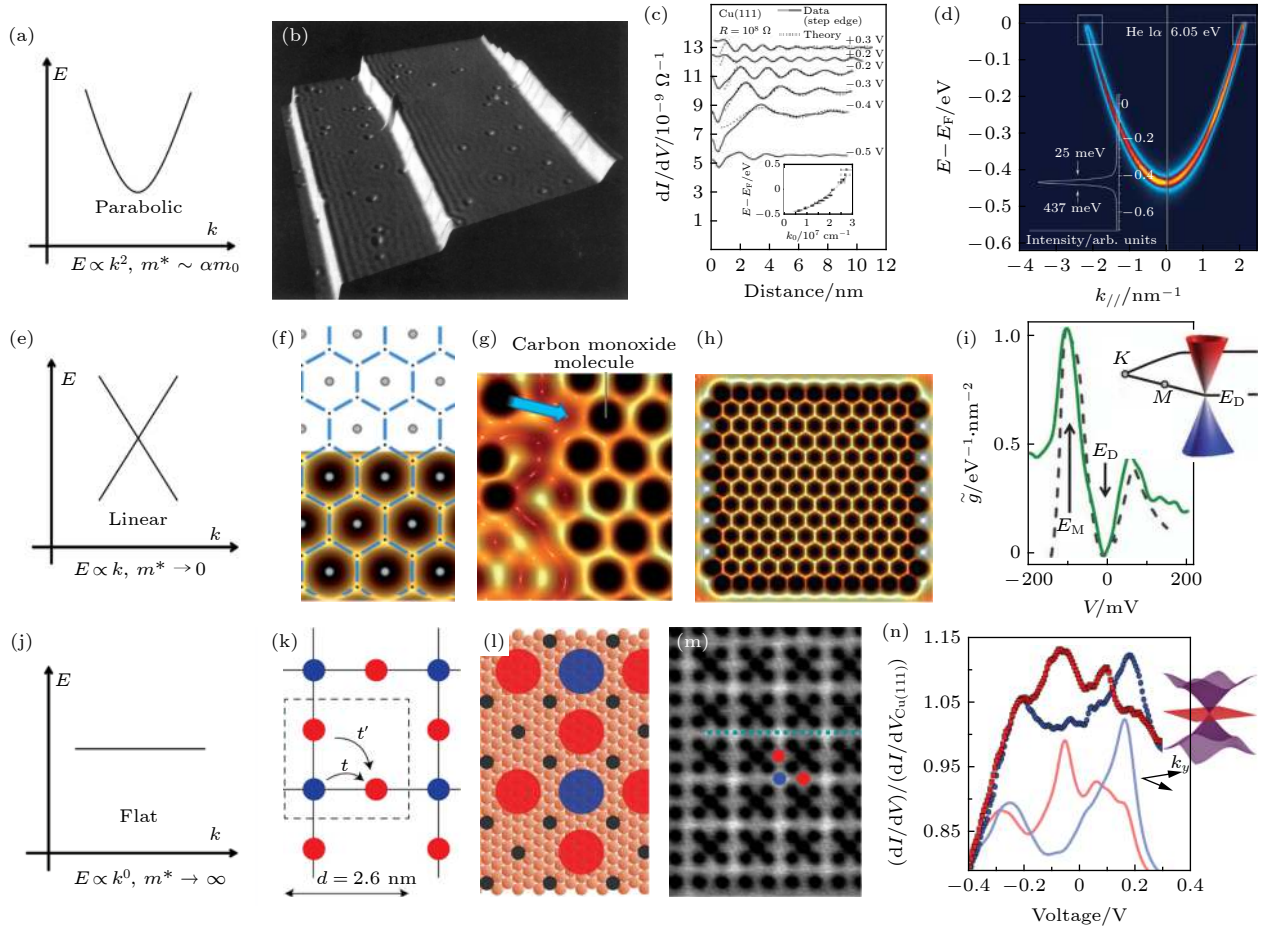 (a)
E
Parabolic
k
E ∝ k², m* ∼ αm₀
(b)
(c)
Cu(111)
R = 10⁸ Ω
Data
(step edge)
Theory
+0.3 V
+0.2 V
−0.2 V
−0.3 V
−0.4 V
−0.5 V
13
11
9
7
5
3
1
dI/dV/10⁻⁹ Ω⁻¹
0 2 4 6 8 10 12
Distance/nm
E−E_F/eV
0.5
0
−0.5
0 1 2 3
k₀/10⁷ cm⁻¹
(d)
He Iα 6.05 eV
0
−0.1
−0.2
−0.3
−0.4
−0.5
−0.6
E−E_F/eV
0
−0.2
−0.4
−0.6
25 meV
437 meV
Intensity/arb. units
−4 −3 −2 −1 0 1 2
k_{//}/nm⁻¹
(e)
E
Linear
k
E ∝ k, m* → 0
(f)
(g)
Carbon monoxide
molecule
(h)
(i)
1.0
0.5
0
g̃/eV⁻¹·nm⁻²
K
M
E_D
E_D
E_M
−200 0 200
V/mV
(j)
E
Flat
k
E ∝ k⁰, m* → ∞
(k)
t′
t
d = 2.6 nm
(l)
(m)
(n)
1.15
1.05
0.95
0.85
(dI/dV)/(dI/dV_{Cu(111)})
k_y
−0.4 −0.2 0 0.2 0.4
Voltage/V